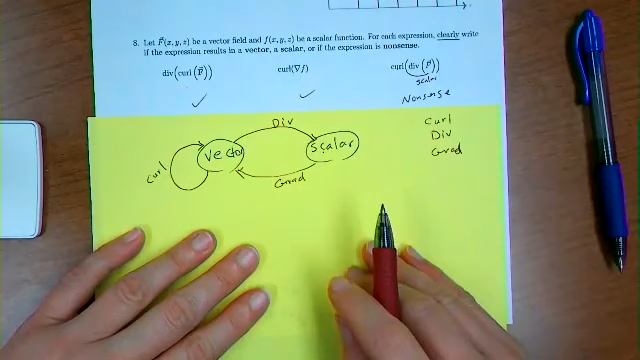 8. Let F⃗(x, y, z) be a vector field and f(x, y, z) be a scalar function. For each expression, clearly write
if the expression results in a vector, a scalar, or if the expression is nonsense.
div(curl(F⃗)) curl(∇f) curl(div(F⃗))
scalar
✓ ✓ Nonsense
Div
Curl
Div
Grad
Curl
Vector
Scalar
Grad